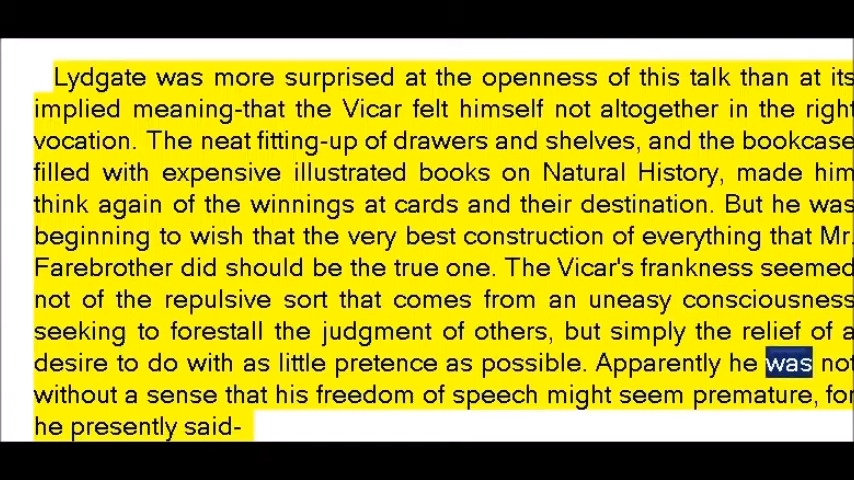 Lydgate was more surprised at the openness of this talk than at its
implied meaning-that the Vicar felt himself not altogether in the right
vocation. The neat fitting-up of drawers and shelves, and the bookcase
filled with expensive illustrated books on Natural History, made him
think again of the winnings at cards and their destination. But he was
beginning to wish that the very best construction of everything that Mr.
Farebrother did should be the true one. The Vicar's frankness seemed
not of the repulsive sort that comes from an uneasy consciousness
seeking to forestall the judgment of others, but simply the relief of a
desire to do with as little pretence as possible. Apparently he was not
without a sense that his freedom of speech might seem premature, for
he presently said-